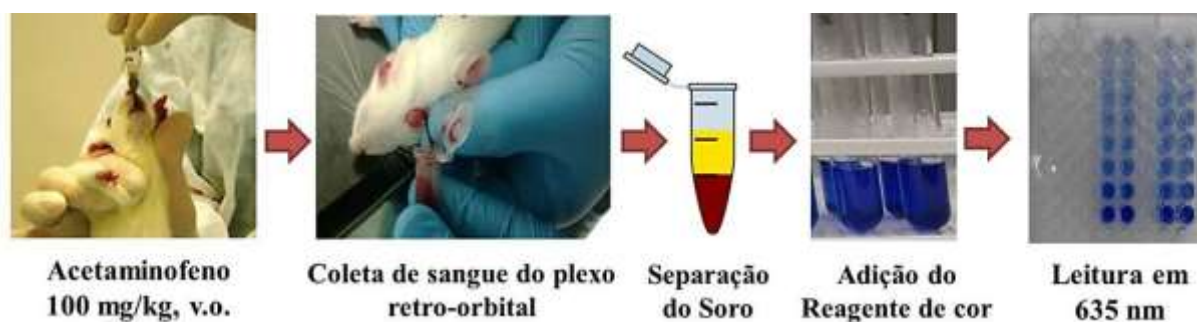 Acetaminofeno
100 mg/kg, v.o.
Coleta de sangue do plexo
retro-orbital
Separação
do Soro
Adição do
Reagente de cor
Leitura em
635 nm